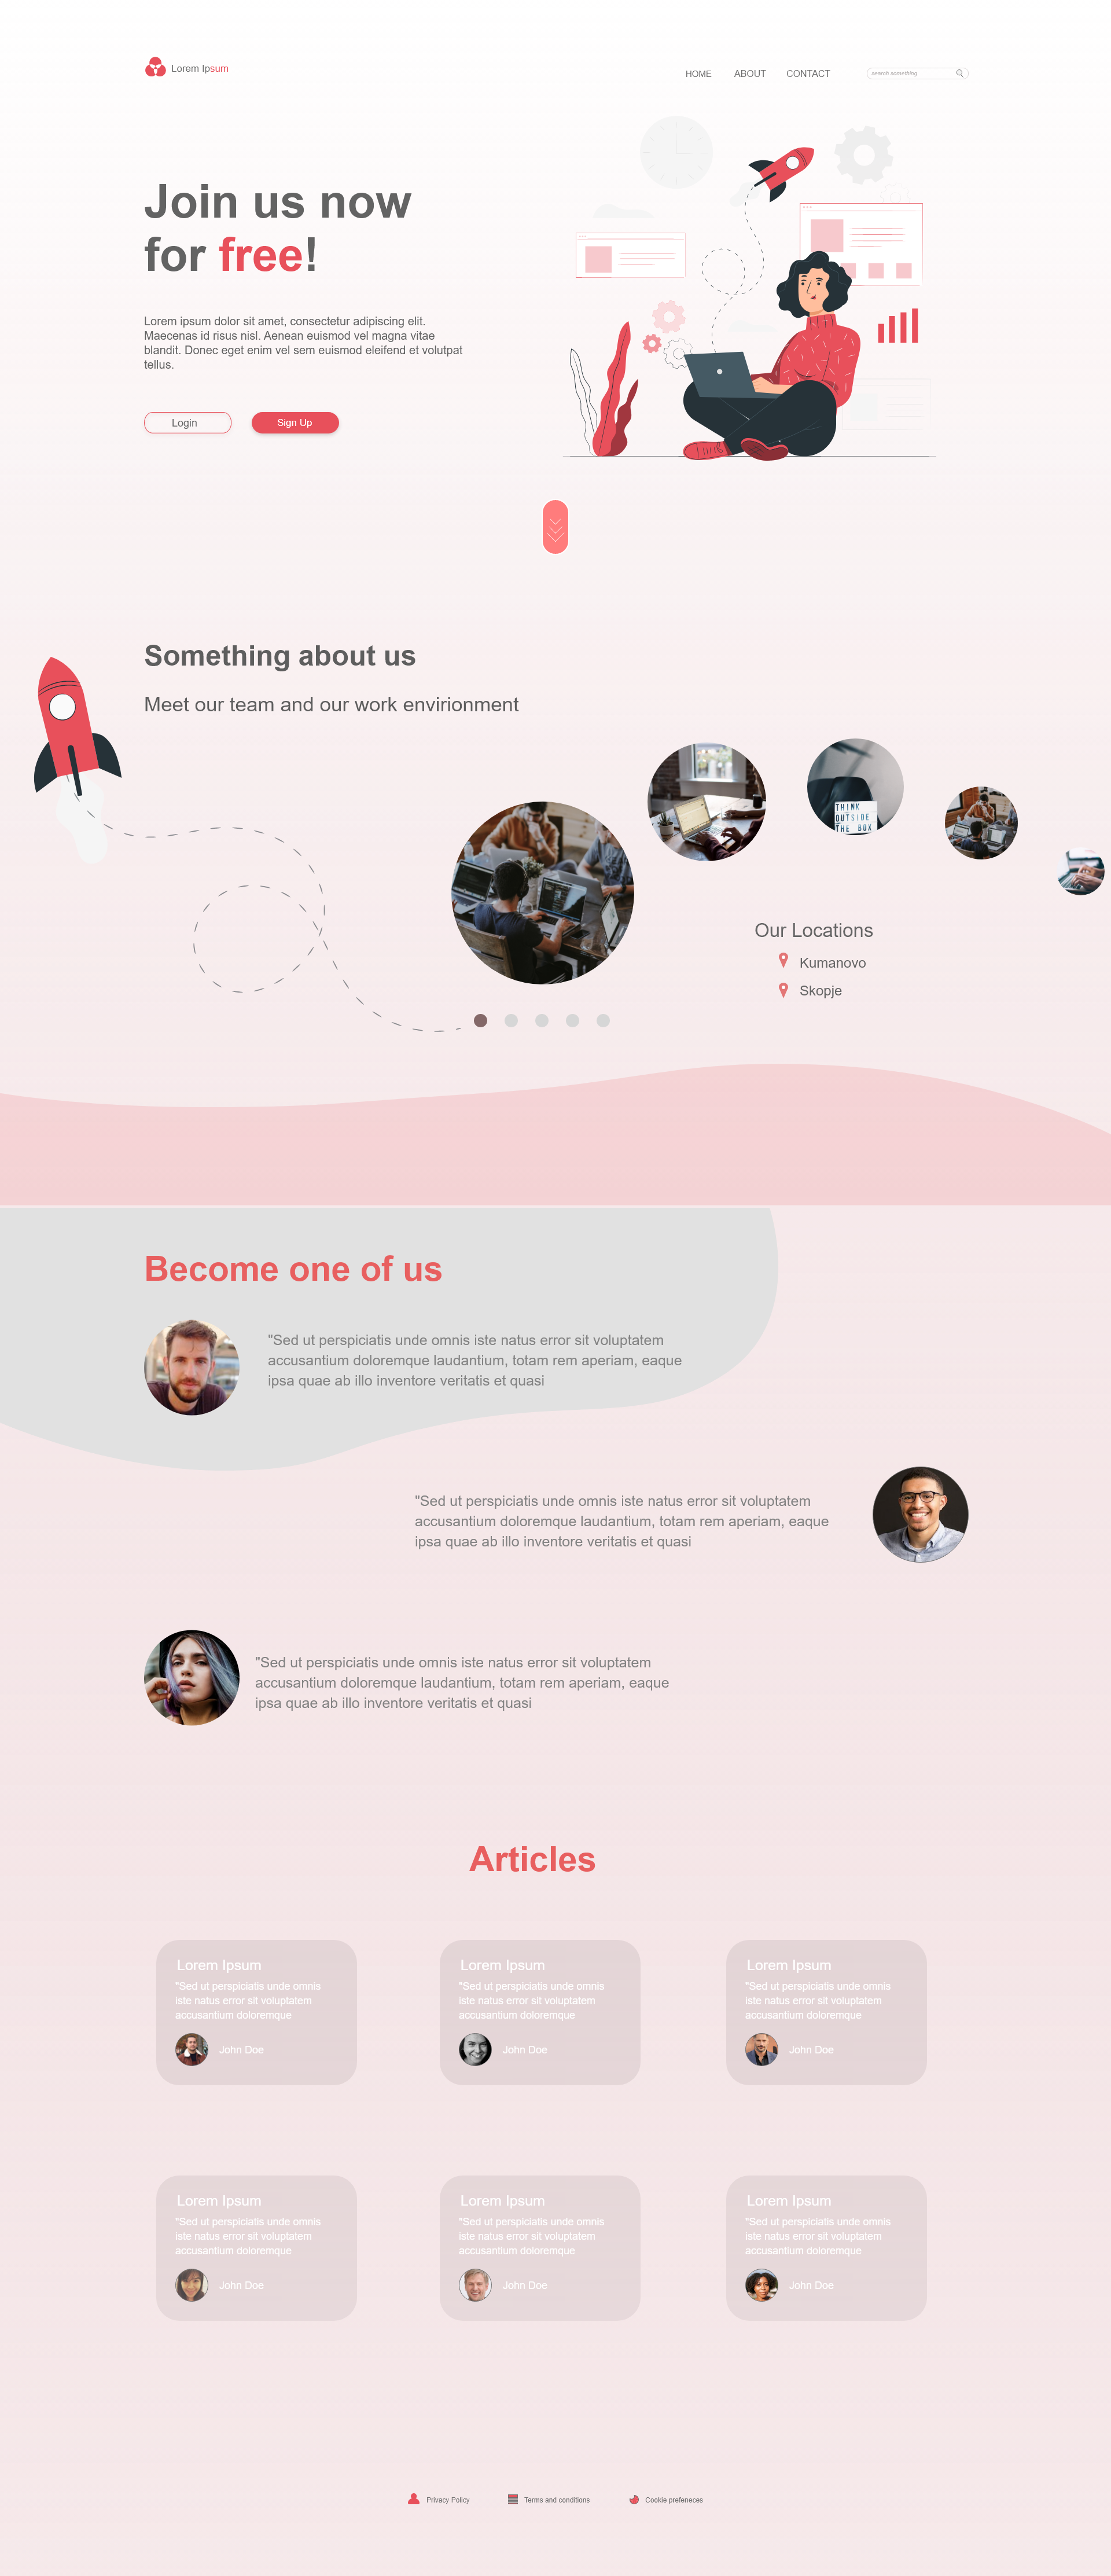 Lorem Ipsum
HOME ABOUT CONTACT
search something
Join us now
for free!
Lorem ipsum dolor sit amet, consectetur adipiscing elit.
Maecenas id risus nisl. Aenean euismod vel magna vitae
blandit. Donec eget enim vel sem euismod eleifend et volutpat
tellus.
Login
Sign Up
Something about us
Meet our team and our work envirionment
THINK
OUTSIDE
THE BOX
Our Locations
Kumanovo
Skopje
Become one of us
"Sed ut perspiciatis unde omnis iste natus error sit voluptatem
accusantium doloremque laudantium, totam rem aperiam, eaque
ipsa quae ab illo inventore veritatis et quasi
"Sed ut perspiciatis unde omnis iste natus error sit voluptatem
accusantium doloremque laudantium, totam rem aperiam, eaque
ipsa quae ab illo inventore veritatis et quasi
"Sed ut perspiciatis unde omnis iste natus error sit voluptatem
accusantium doloremque laudantium, totam rem aperiam, eaque
ipsa quae ab illo inventore veritatis et quasi
Articles
Lorem Ipsum
"Sed ut perspiciatis unde omnis
iste natus error sit voluptatem
accusantium doloremque
John Doe
Lorem Ipsum
"Sed ut perspiciatis unde omnis
iste natus error sit voluptatem
accusantium doloremque
John Doe
Lorem Ipsum
"Sed ut perspiciatis unde omnis
iste natus error sit voluptatem
accusantium doloremque
John Doe
Lorem Ipsum
"Sed ut perspiciatis unde omnis
iste natus error sit voluptatem
accusantium doloremque
John Doe
Lorem Ipsum
"Sed ut perspiciatis unde omnis
iste natus error sit voluptatem
accusantium doloremque
John Doe
Lorem Ipsum
"Sed ut perspiciatis unde omnis
iste natus error sit voluptatem
accusantium doloremque
John Doe
Privacy Policy
Terms and conditions
Cookie prefereces